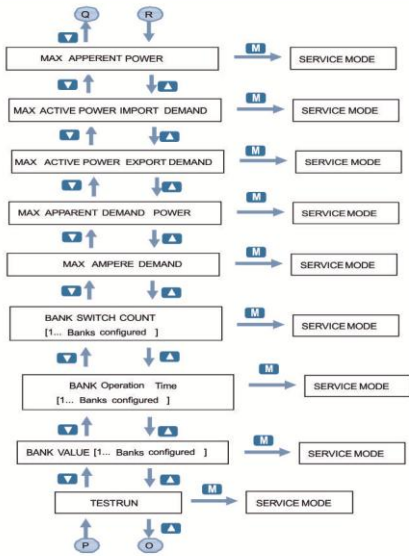 Q R
MAX APPERENT POWER M SERVICE MODE
MAX ACTIVE POWER IMPORT DEMAND M SERVICE MODE
MAX ACTIVE POWER EXPORT DEMAND M SERVICE MODE
MAX APPARENT DEMAND POWER M SERVICE MODE
MAX AMPERE DEMAND M SERVICE MODE
BANK SWITCH COUNT
[1... Banks configured ] M SERVICE MODE
BANK Operation Time
[1... Banks configured ] M SERVICE MODE
BANK VALUE [1... Banks configured ] M SERVICE MODE
TESTRUN M SERVICE MODE
P O